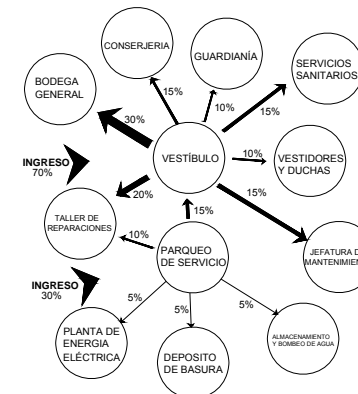 CONSERJERIA
GUARDIANÍA
SERVICIOS
SANITARIOS
BODEGA
GENERAL
15%
10%
15%
30%
VESTÍBULO
10%
VESTIDORES
Y DUCHAS
INGRESO
70%
20%
15%
TALLER DE
REPARACIONES
15%
10%
PARQUEO
DE SERVICIO
JEFATURA DE
MANTENIMIEN
INGRESO
30%
5%
5%
5%
PLANTA DE
ENERGIA
ELÉCTRICA
DEPOSITO
DE BASURA
ALMACENAMIENTO
Y BOMBEO DE AGUA